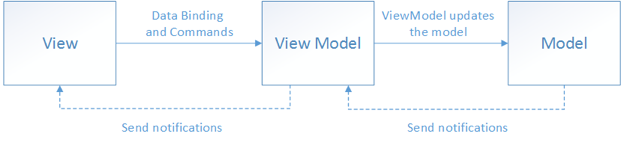 Data Binding
and Commands
ViewModel updates
the model
View
View Model
Model
Send notifications
Send notifications